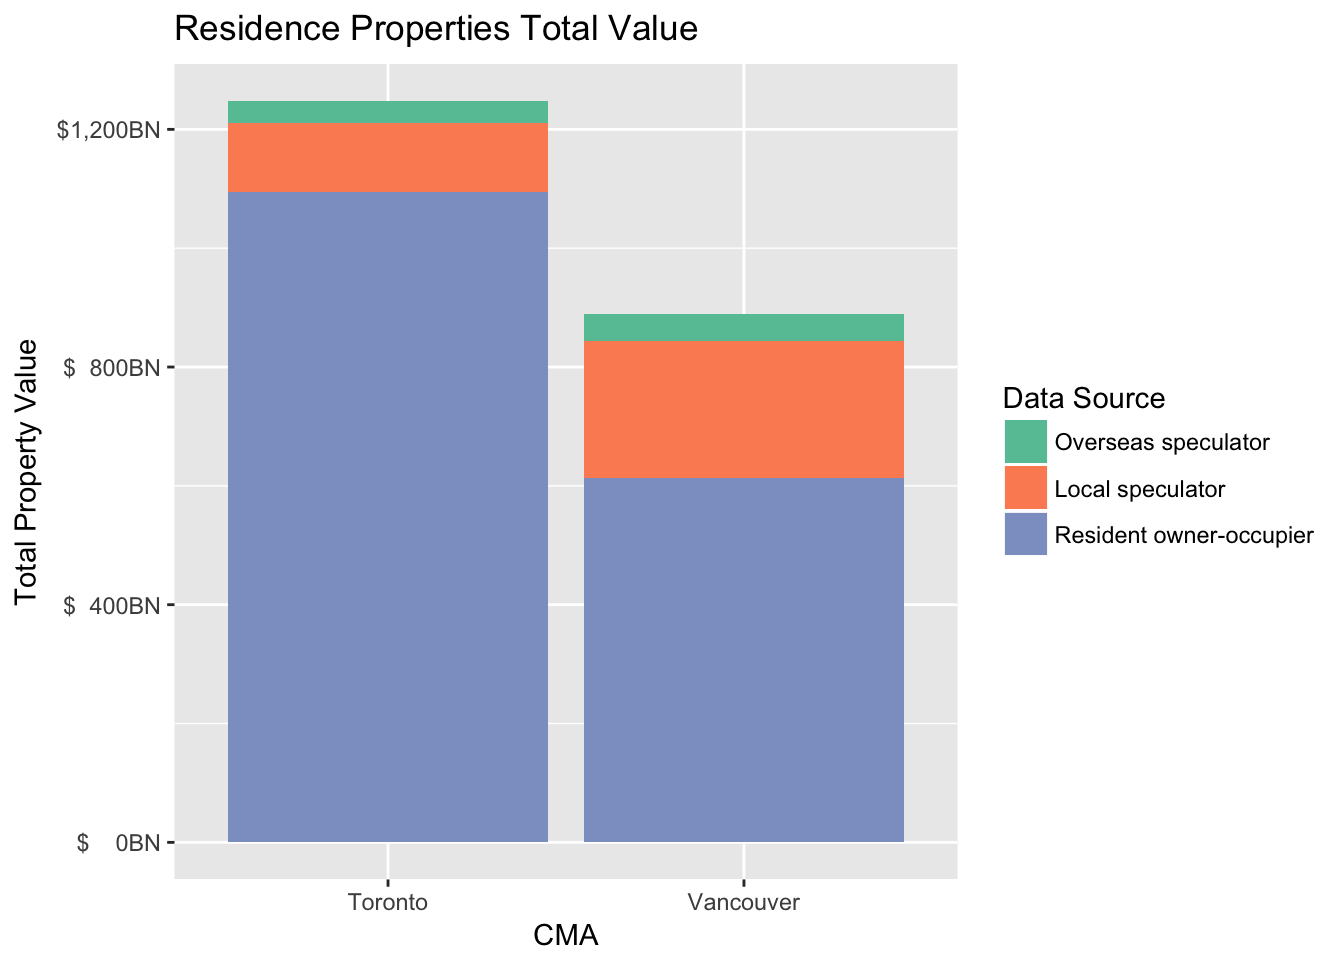 Residence Properties Total Value
Total Property Value
$1,200BN
$  800BN
$  400BN
$    0BN
Toronto
Vancouver
CMA
Data Source
Overseas speculator
Local speculator
Resident owner-occupier